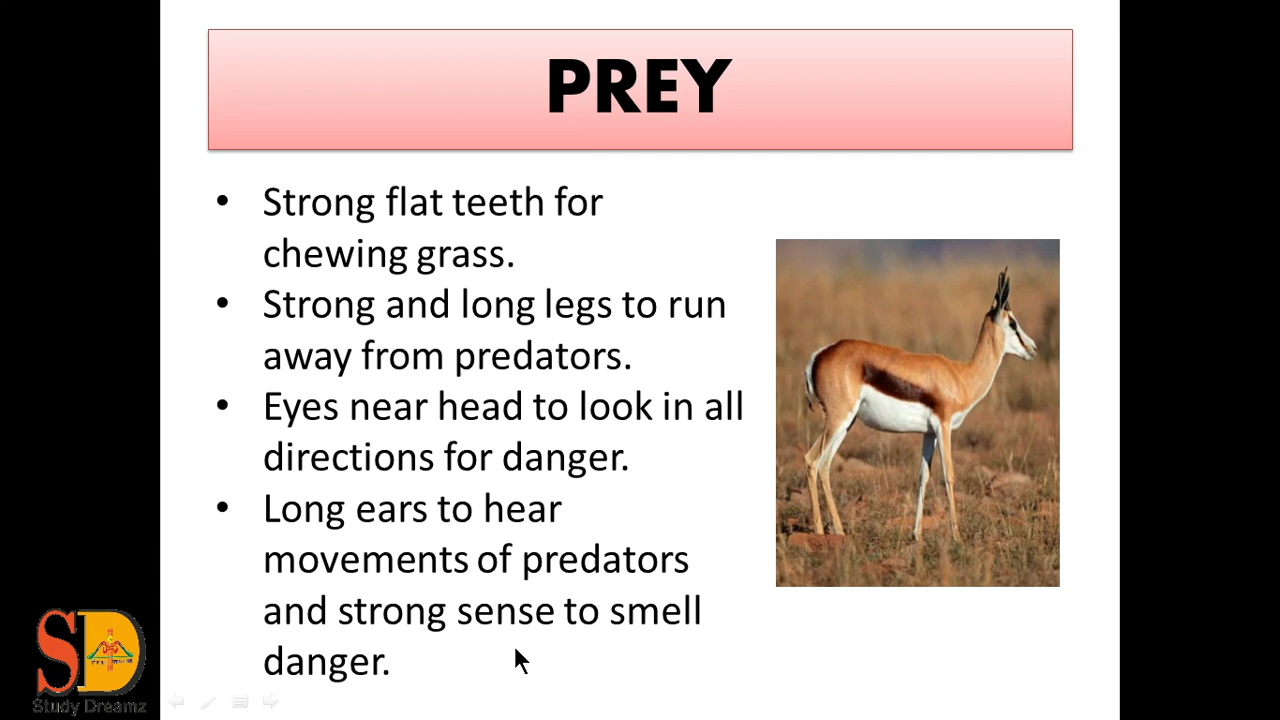 PREY
• Strong flat teeth for
chewing grass.
• Strong and long legs to run
away from predators.
• Eyes near head to look in all
directions for danger.
• Long ears to hear
movements of predators
and strong sense to smell
danger.
SD
Study Dreamz